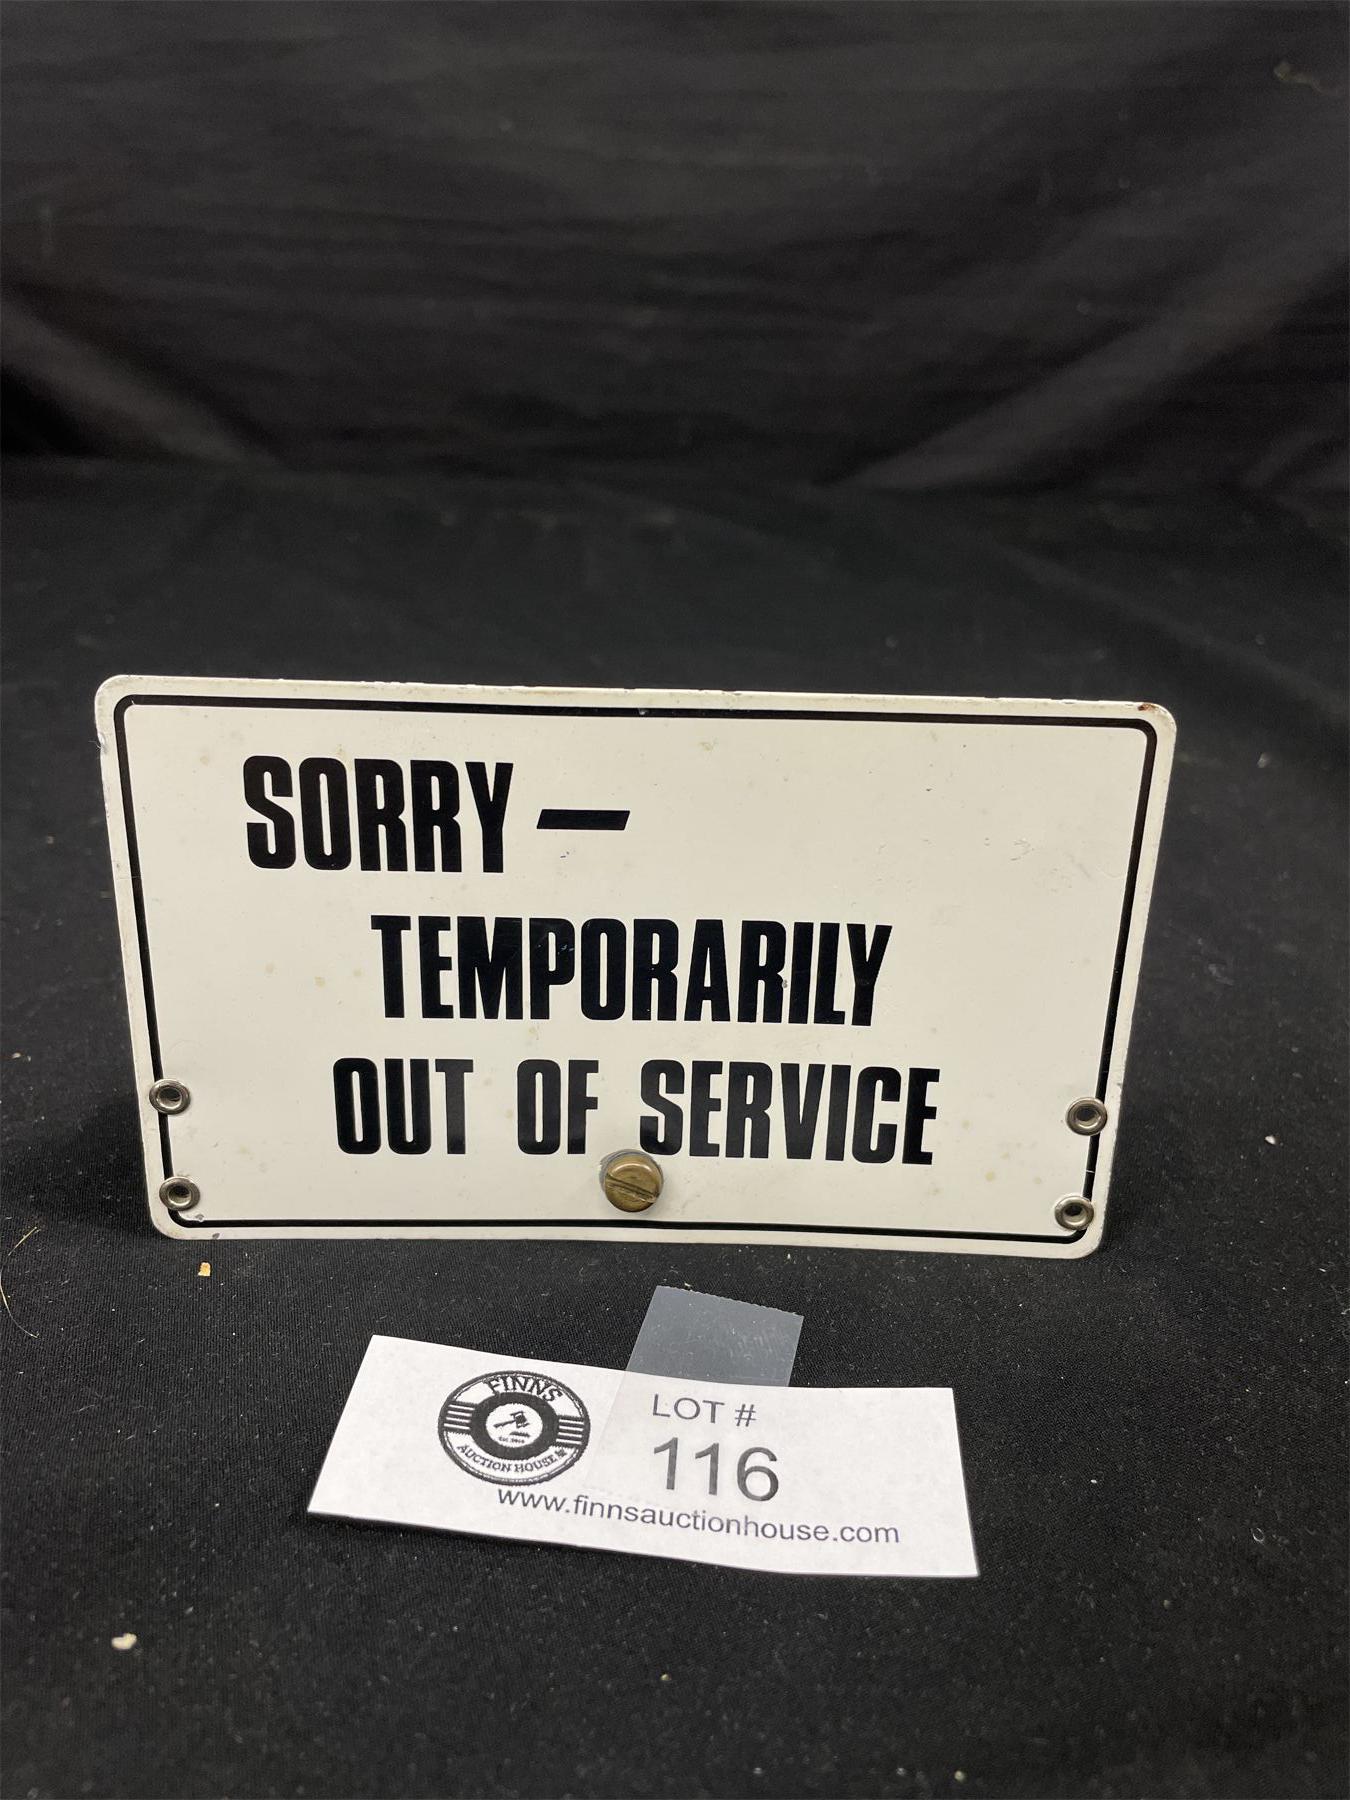 SORRY —
TEMPORARILY
OUT OF SERVICE
FINNS
AUCTION HOUSE
LOT #
116
www.finnsauctionhouse.com